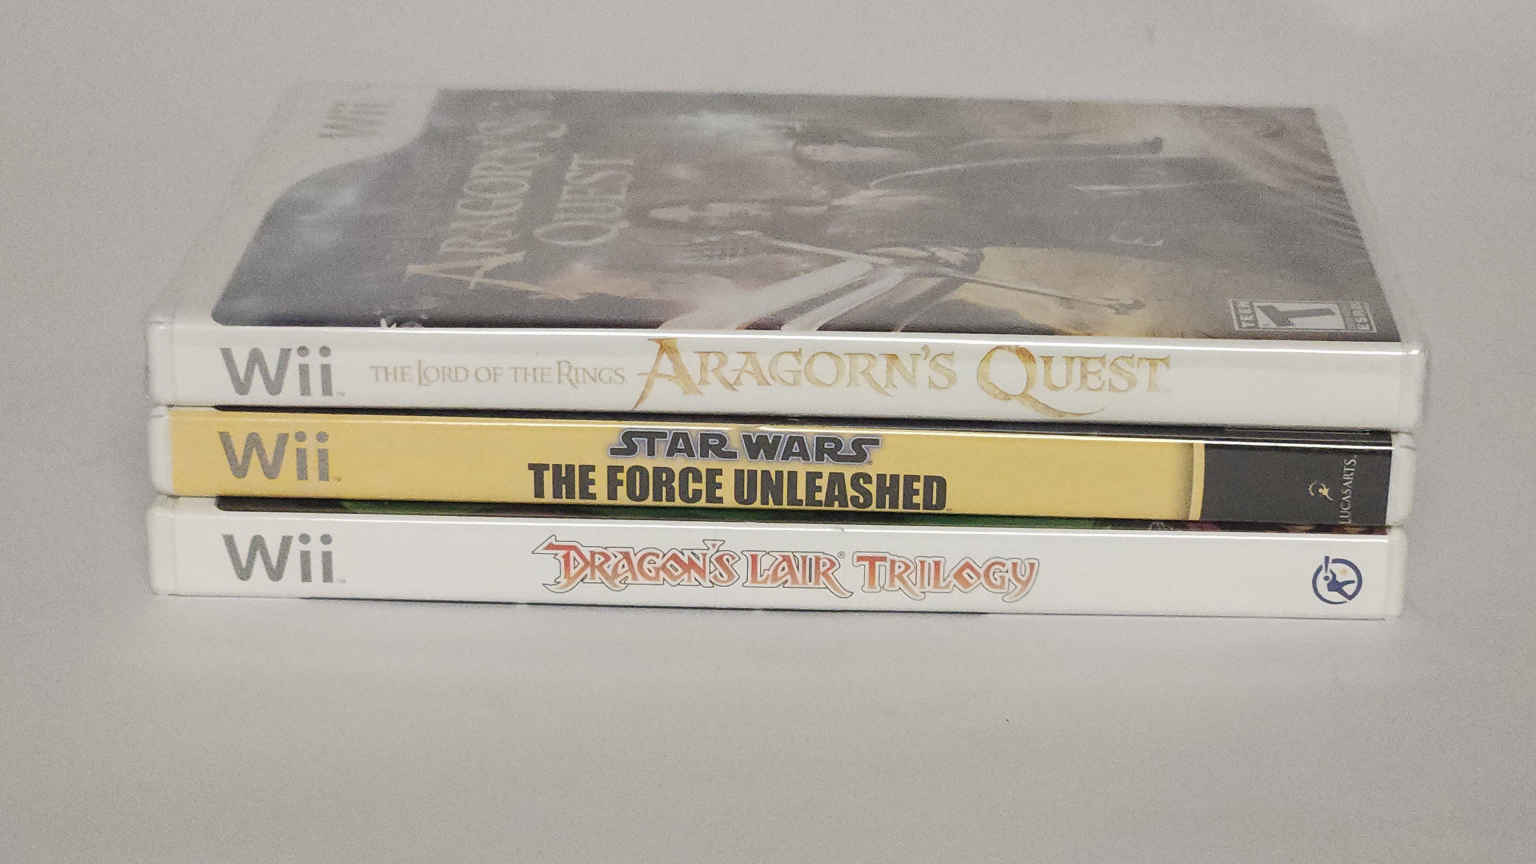 Wii
ARAGORN'S
QUEST
TEEN
T
ESRB
Wii THE LORD OF THE RINGS ARAGORN'S QUEST
Wii STAR WARS
THE FORCE UNLEASHED
LUCASARTS
Wii DRAGON'S LAIR® TRILOGY